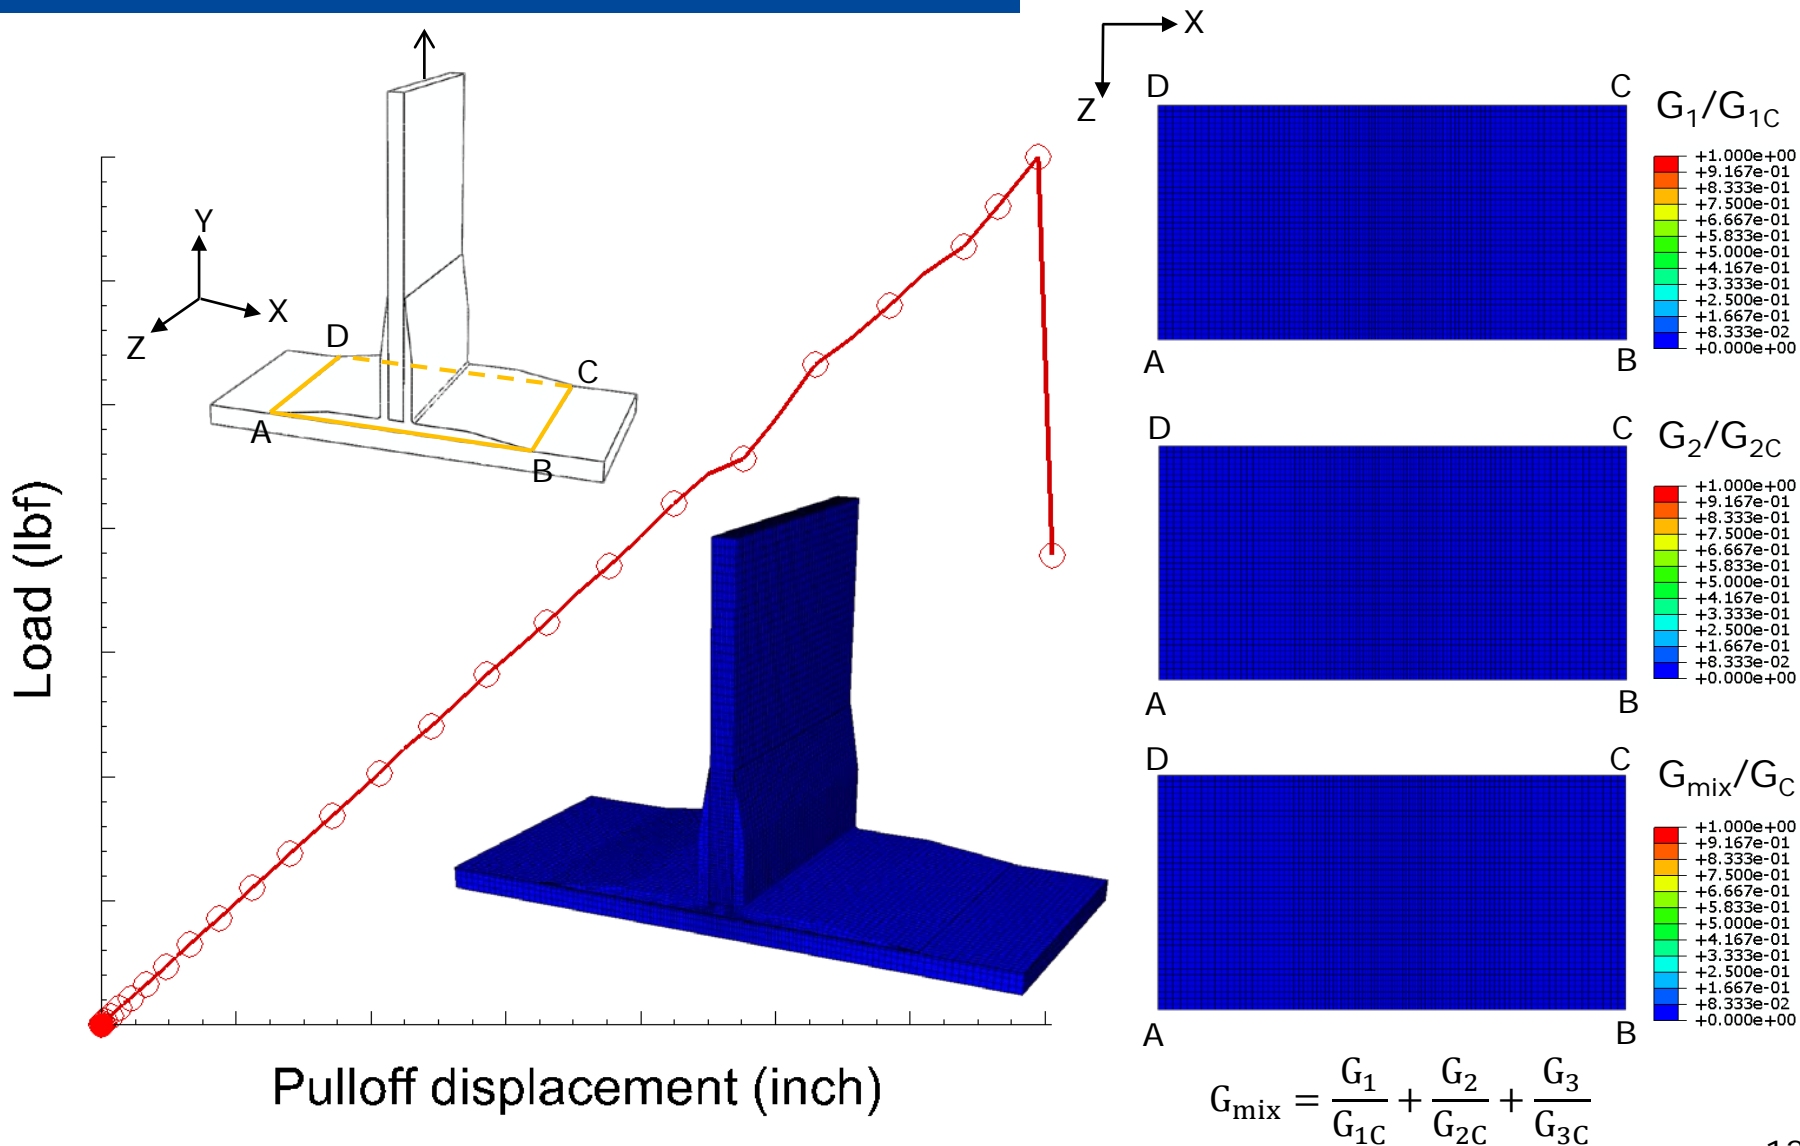 X
Z
D
C
G1/G1C
+1.000e+00
+9.167e-01
+8.333e-01
+7.500e-01
+6.667e-01
+5.833e-01
+5.000e-01
+4.167e-01
+3.333e-01
+2.500e-01
+1.667e-01
+8.333e-02
+0.000e+00
A
B
Y
X
Z
D
C
A
B
D
C
G2/G2C
+1.000e+00
+9.167e-01
+8.333e-01
+7.500e-01
+6.667e-01
+5.833e-01
+5.000e-01
+4.167e-01
+3.333e-01
+2.500e-01
+1.667e-01
+8.333e-02
+0.000e+00
A
B
Load (lbf)
D
C
Gmix/GC
+1.000e+00
+9.167e-01
+8.333e-01
+7.500e-01
+6.667e-01
+5.833e-01
+5.000e-01
+4.167e-01
+3.333e-01
+2.500e-01
+1.667e-01
+8.333e-02
+0.000e+00
A
B
Pulloff displacement (inch)
Gmix = G1/G1C + G2/G2C + G3/G3C